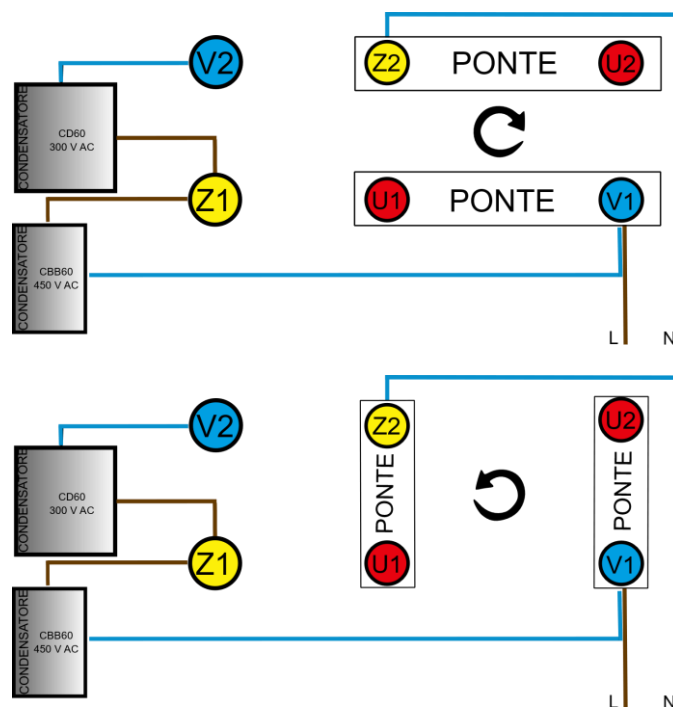 V2
Z2 PONTE U2
CONDENSATORE
CD60
300 V AC
Z1
U1 PONTE V1
CONDENSATORE
CBB60
450 V AC
L N
V2
Z2
U2
CONDENSATORE
CD60
300 V AC
PONTE
PONTE
Z1
U1
V1
CONDENSATORE
CBB60
450 V AC
L N